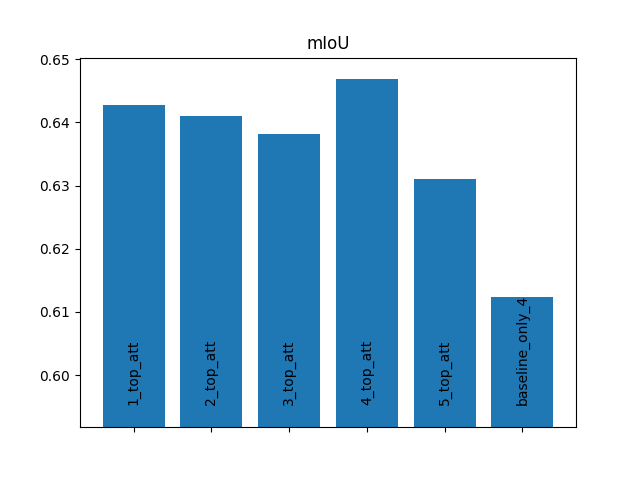 mIoU
0.65
0.64
0.63
0.62
0.61
0.60
1_top_att
2_top_att
3_top_att
4_top_att
5_top_att
baseline_only_4